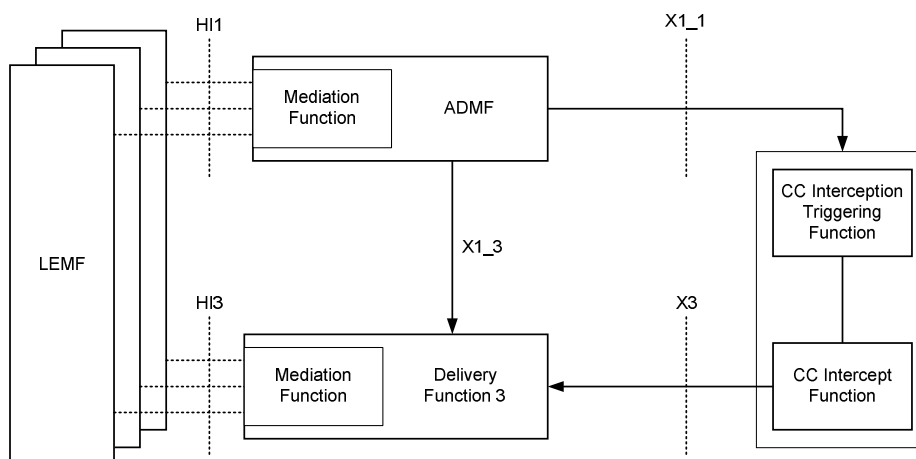 HI1
X1_1
Mediation
Function
ADMF
CC Interception
Triggering
Function
LEMF
X1_3
HI3
X3
Mediation
Function
Delivery
Function 3
CC Intercept
Function